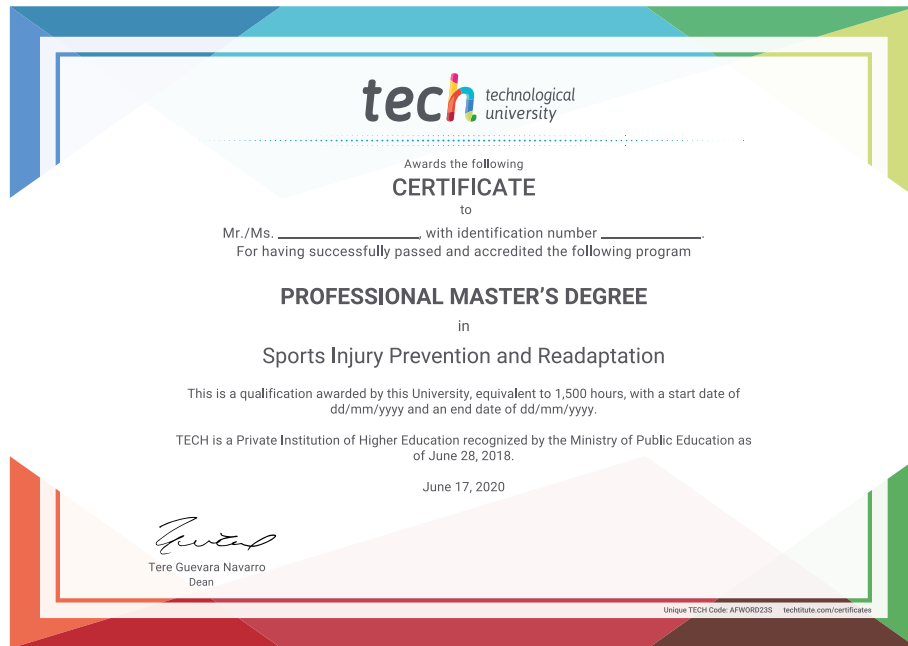 tech technological
university
Awards the following
CERTIFICATE
to
Mr./Ms. ____________________, with identification number ______________.
For having successfully passed and accredited the following program
PROFESSIONAL MASTER'S DEGREE
in
Sports Injury Prevention and Readaptation
This is a qualification awarded by this University, equivalent to 1,500 hours, with a start date of
dd/mm/yyyy and an end date of dd/mm/yyyy.
TECH is a Private Institution of Higher Education recognized by the Ministry of Public Education as
of June 28, 2018.
June 17, 2020
Tere Guevara Navarro
Dean
Unique TECH Code: AFWORD23S techtitute.com/certificates